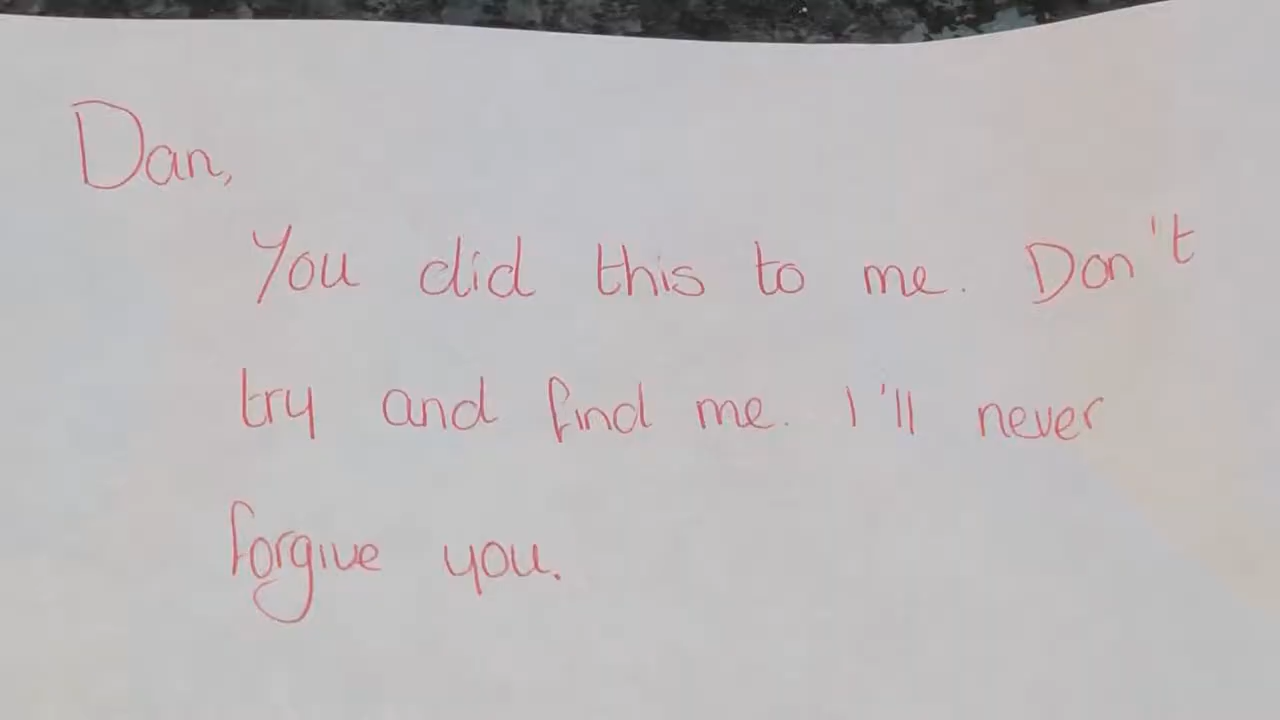 Dan,
You did this to me. Don't
try and find me. I'll never
forgive you.